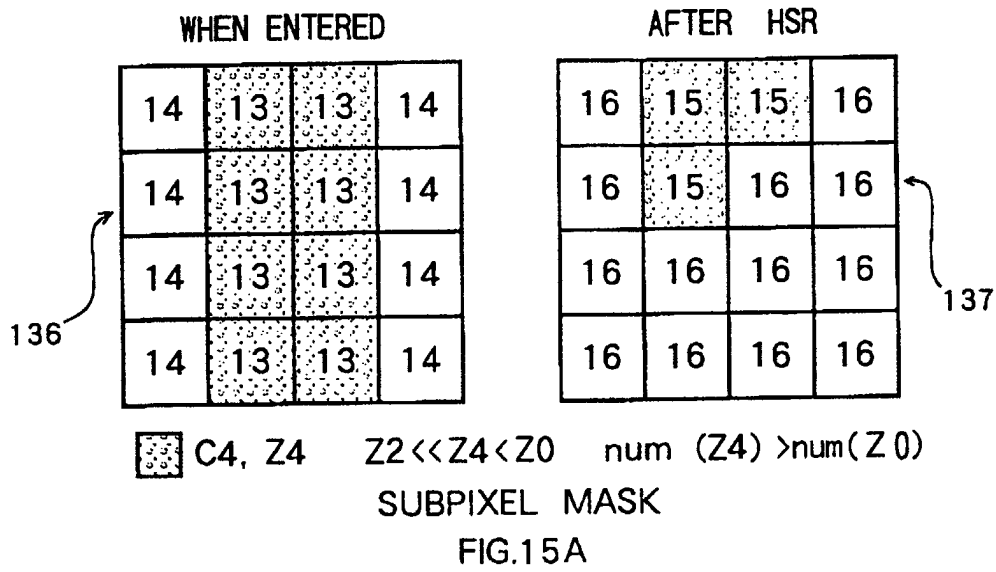 WHEN ENTERED AFTER HSR
14 13 13 14 16 15 15 16
14 13 13 14 16 15 16 16
14 13 13 14 16 16 16 16
14 13 13 14 16 16 16 16
136 137
C4, Z4 Z2<<Z4<Z0 num (Z4) >num(Z0)
SUBPIXEL MASK
FIG.15A